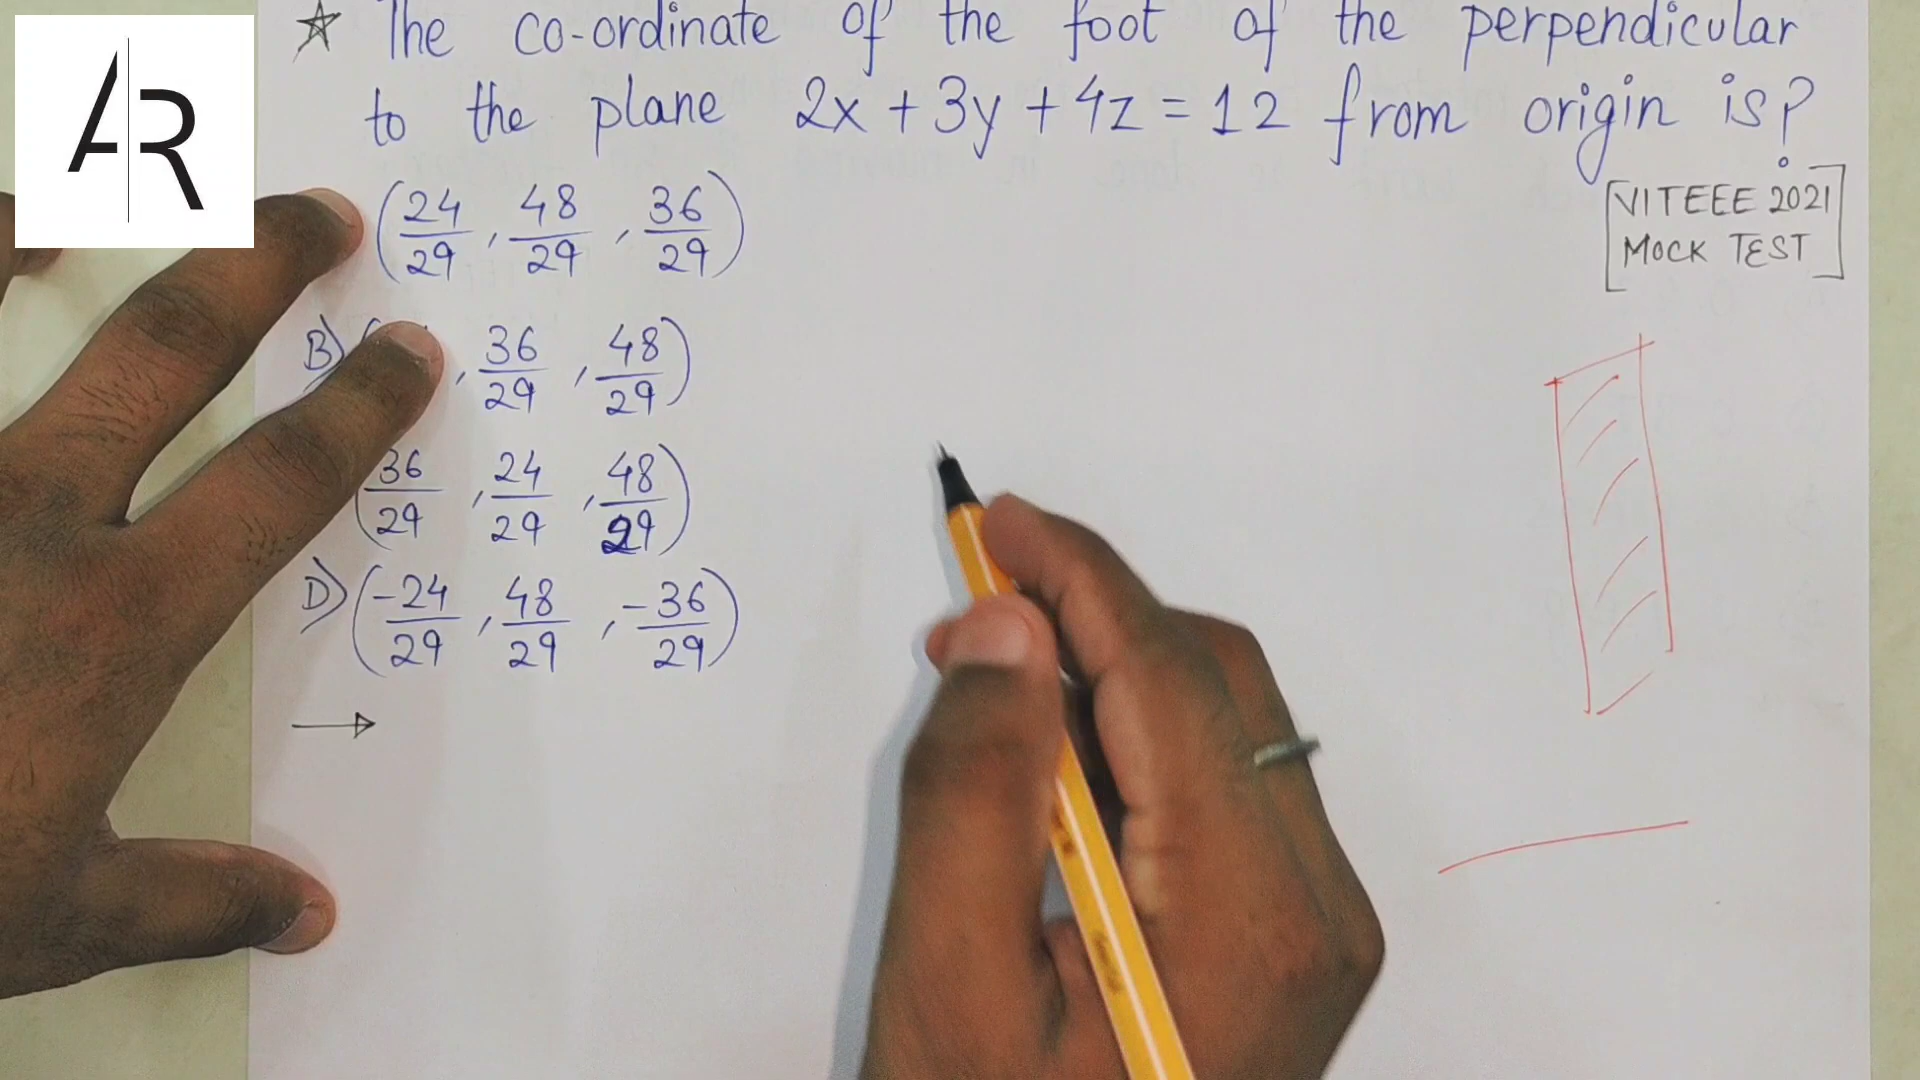 AR
☆ The co-ordinate of the foot of the perpendicular
to the plane 2x + 3y + 4z = 12 from origin is?
[VITEEE 2021
MOCK TEST]
(24/29, 48/29, 36/29)
B) ( , 36/29, 48/29)
(36/29, 24/29, 48/29)
D) (-24/29, 48/29, -36/29)
→